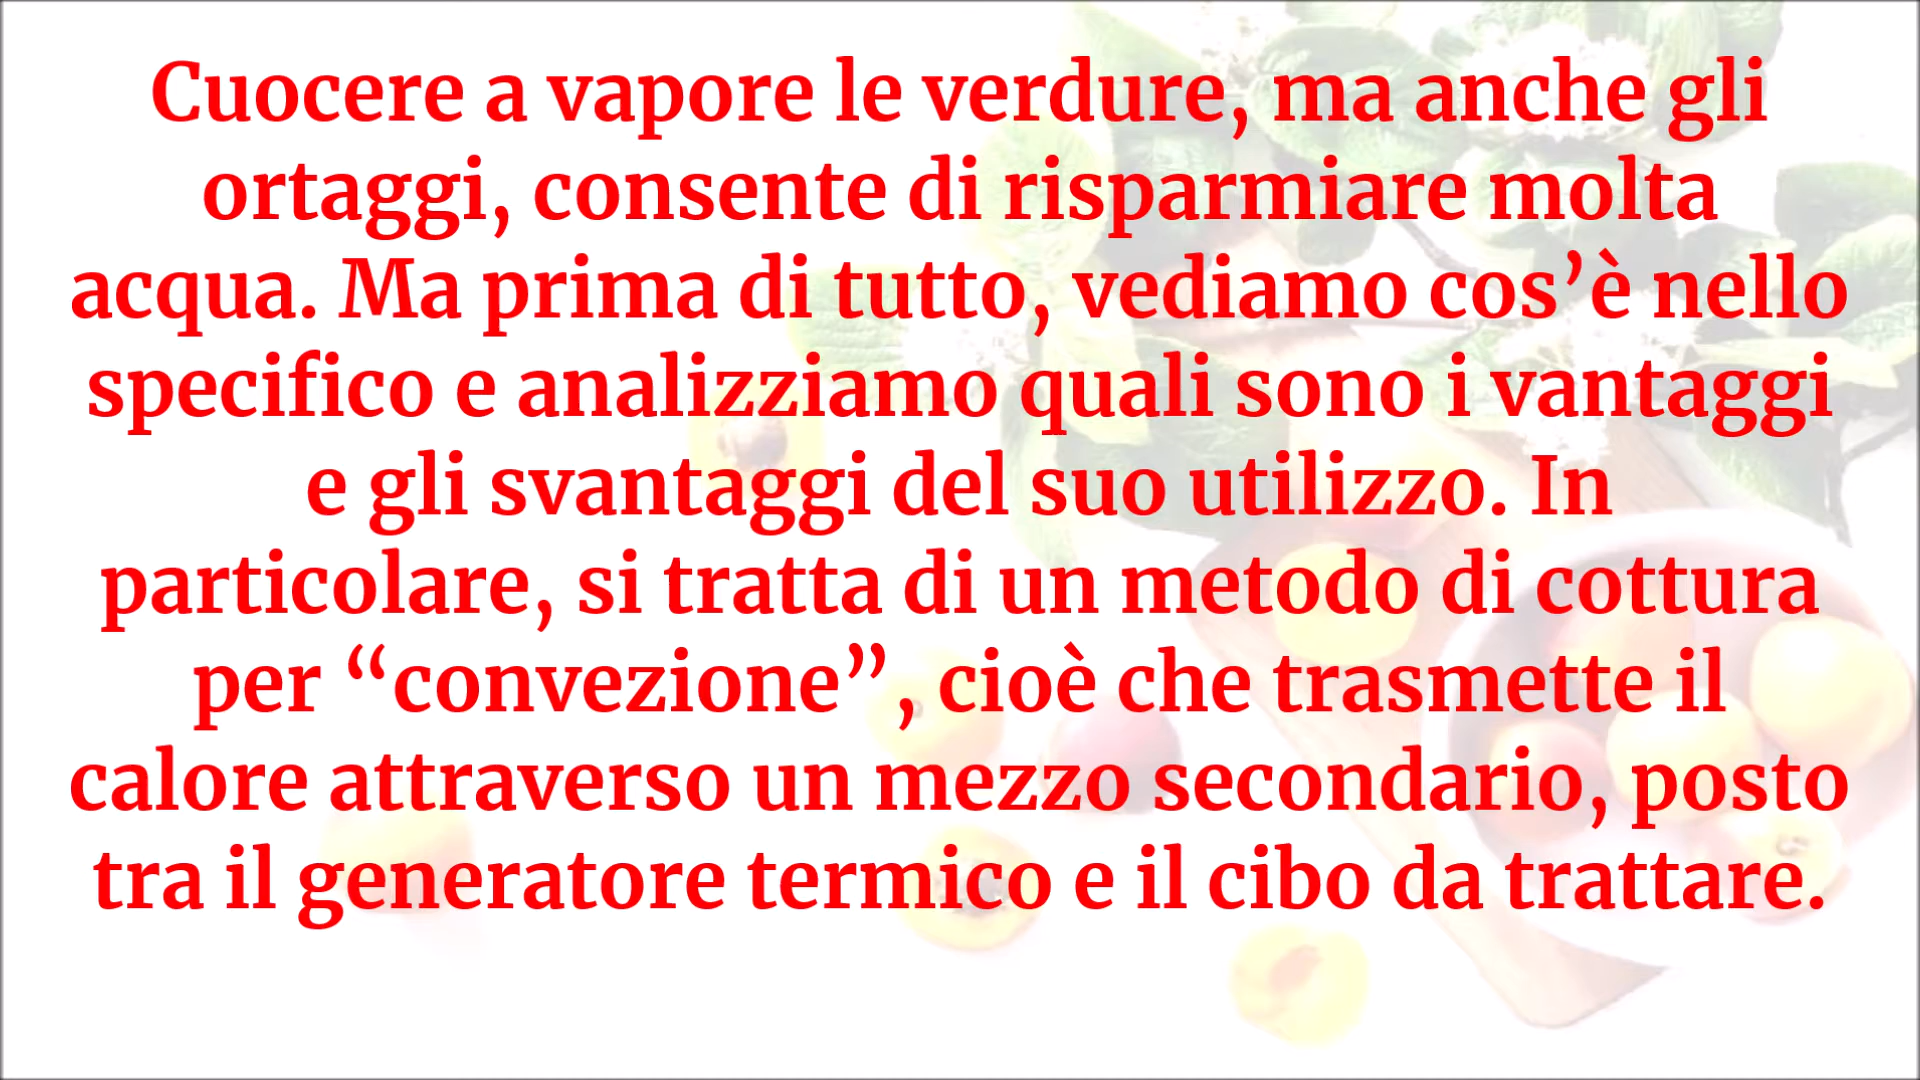 Cuocere a vapore le verdure, ma anche gli
ortaggi, consente di risparmiare molta
acqua. Ma prima di tutto, vediamo cos’è nello
specifico e analizziamo quali sono i vantaggi
e gli svantaggi del suo utilizzo. In
particolare, si tratta di un metodo di cottura
per “convezione”, cioè che trasmette il
calore attraverso un mezzo secondario, posto
tra il generatore termico e il cibo da trattare.